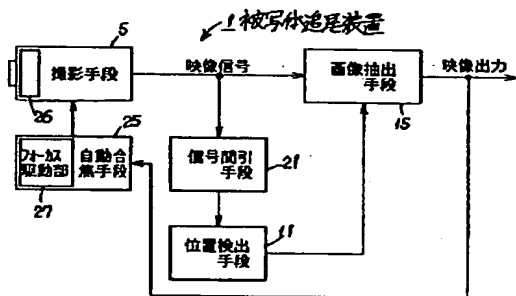 1 被写体追尾装置
5
撮影手段
26
映像信号
画像抽出
手段
15
映像出力
25
フォーカス
駆動部
自動合
焦手段
27
信号間引
手段
21
位置検出
手段
11